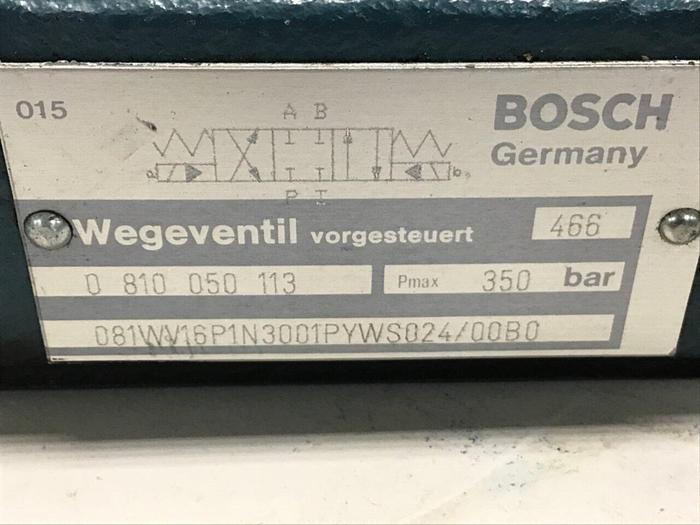 015
A B
BOSCH
Germany
P T
Wegeventil vorgesteuert 466
0 810 050 113 Pmax 350 bar
081WV16P1N3001PYWS024/00B0